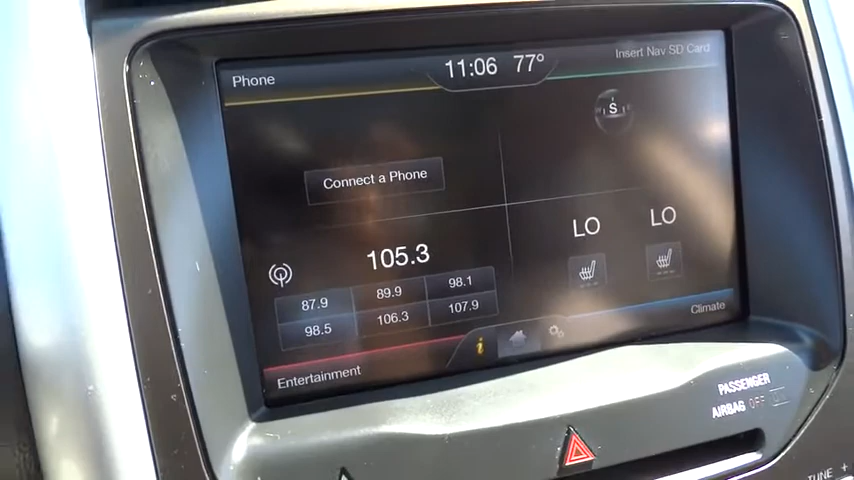 Phone
11:06 77°
Insert Nav SD Card
S
Connect a Phone
LO LO
105.3
87.9 89.9 98.1
98.5 106.3 107.9
i
Climate
Entertainment
PASSENGER
AIRBAG OFF ON
TUNE +